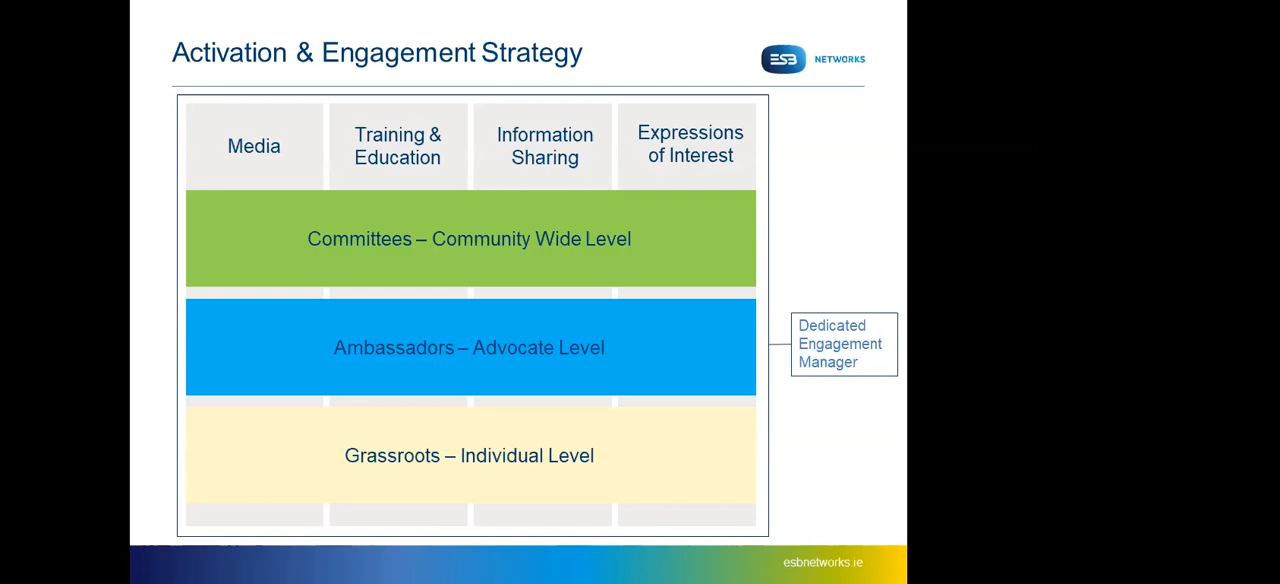 Activation & Engagement Strategy
ESB NETWORKS
Media
Training &
Education
Information
Sharing
Expressions
of Interest
Committees – Community Wide Level
Ambassadors – Advocate Level
Grassroots – Individual Level
Dedicated
Engagement
Manager
esbnetworks.ie